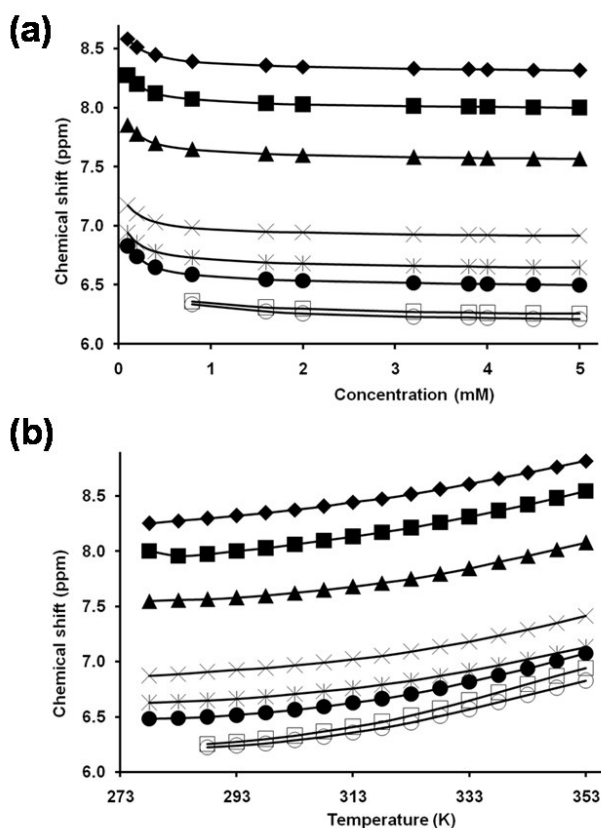 (a)
8.5
8.0
7.5
7.0
6.5
6.0
Chemical shift (ppm)
0 1 2 3 4 5
Concentration (mM)
(b)
8.5
8.0
7.5
7.0
6.5
6.0
Chemical shift (ppm)
273 293 313 333 353
Temperature (K)